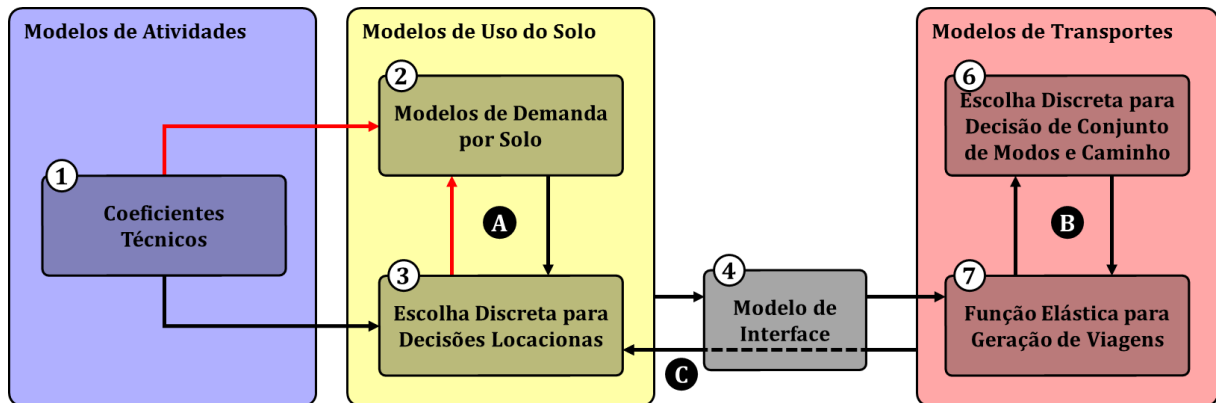 Modelos de Atividades
1
Coeficientes
Técnicos
Modelos de Uso do Solo
2
Modelos de Demanda
por Solo
A
3
Escolha Discreta para
Decisões Locacionas
4
Modelo de
Interface
C
Modelos de Transportes
6
Escolha Discreta para
Decisão de Conjunto
de Modos e Caminho
B
7
Função Elástica para
Geração de Viagens